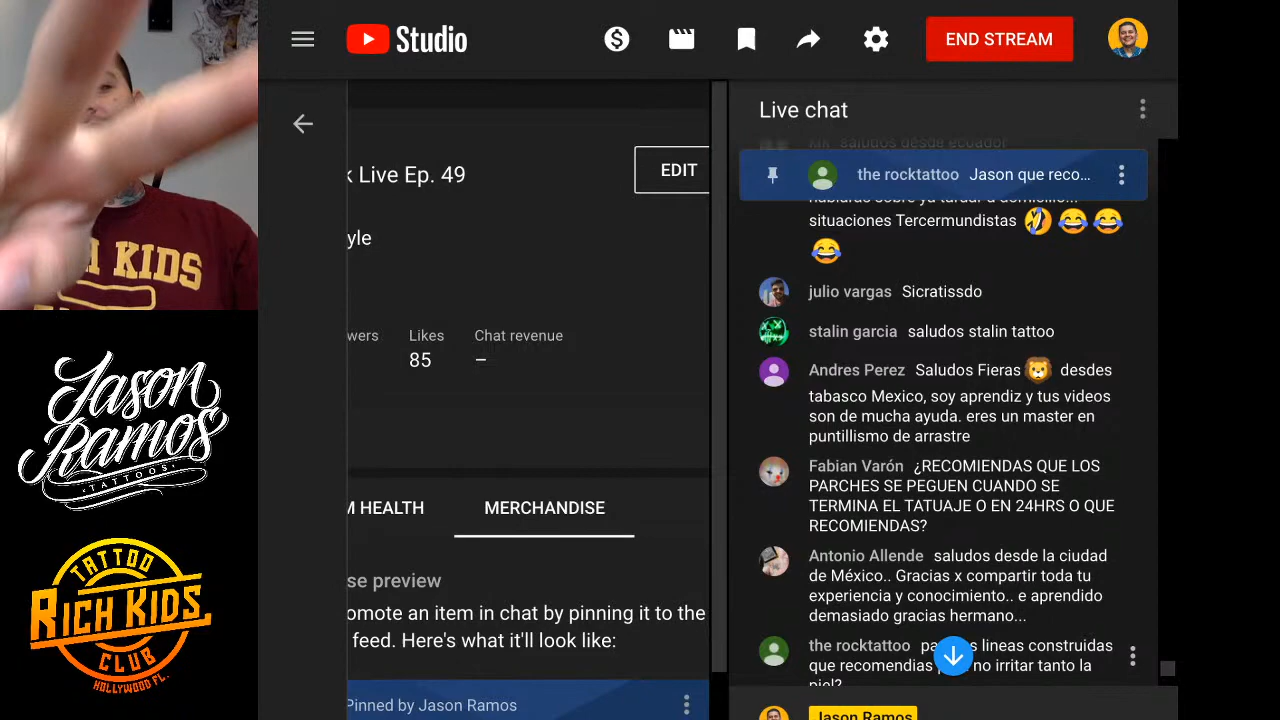 Studio
END STREAM
k Live Ep. 49
EDIT
yle
wers
Likes
Chat revenue
85
–
M HEALTH
MERCHANDISE
se preview
omote an item in chat by pinning it to the
feed. Here's what it'll look like:
Pinned by Jason Ramos
Live chat
saludos desde ecuador
the rocktattoo Jason que reco...
situaciones Tercermundistas 🤣😂😂
😂
julio vargas Sicratissdo
stalin garcia saludos stalin tattoo
Andres Perez Saludos Fieras🦁 desdes
tabasco Mexico, soy aprendiz y tus videos
son de mucha ayuda. eres un master en
puntillismo de arrastre
Fabian Varón ¿RECOMIENDAS QUE LOS
PARCHES SE PEGUEN CUANDO SE
TERMINA EL TATUAJE O EN 24HRS O QUE
RECOMIENDAS?
Antonio Allende saludos desde la ciudad
de México.. Gracias x compartir toda tu
experiencia y conocimiento.. e aprendido
demasiado gracias hermano...
the rocktattoo lineas construidas
que recomendias no irritar tanto la
piel?
Jason Ramos
H KIDS
Jason
Ramos
TATTOOS
TATTOO
RICH KIDS
CLUB
HOLLYWOOD FL.